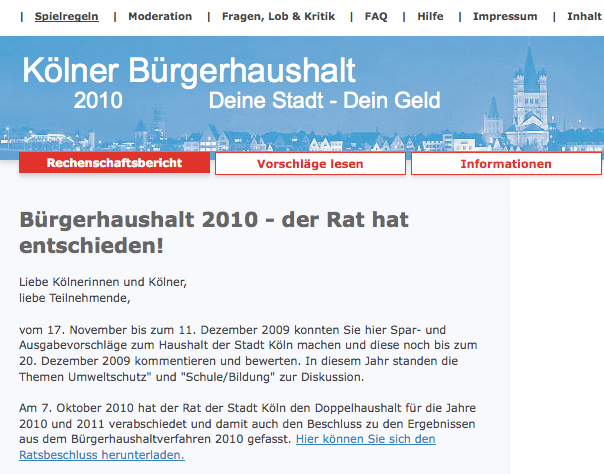 | Spielregeln | Moderation | Fragen, Lob & Kritik | FAQ | Hilfe | Impressum | Inhalt
Kölner Bürgerhaushalt
2010 Deine Stadt - Dein Geld
Rechenschaftsbericht Vorschläge lesen Informationen
Bürgerhaushalt 2010 - der Rat hat
entschieden!
Liebe Kölnerinnen und Kölner,
liebe Teilnehmende,
vom 17. November bis zum 11. Dezember 2009 konnten Sie hier Spar- und
Ausgabevorschläge zum Haushalt der Stadt Köln machen und diese noch bis zum
20. Dezember 2009 kommentieren und bewerten. In diesem Jahr standen die
Themen Umweltschutz" und "Schule/Bildung" zur Diskussion.
Am 7. Oktober 2010 hat der Rat der Stadt Köln den Doppelhaushalt für die Jahre
2010 und 2011 verabschiedet und damit auch den Beschluss zu den Ergebnissen
aus dem Bürgerhaushaltverfahren 2010 gefasst. Hier können Sie sich den
Ratsbeschluss herunterladen.